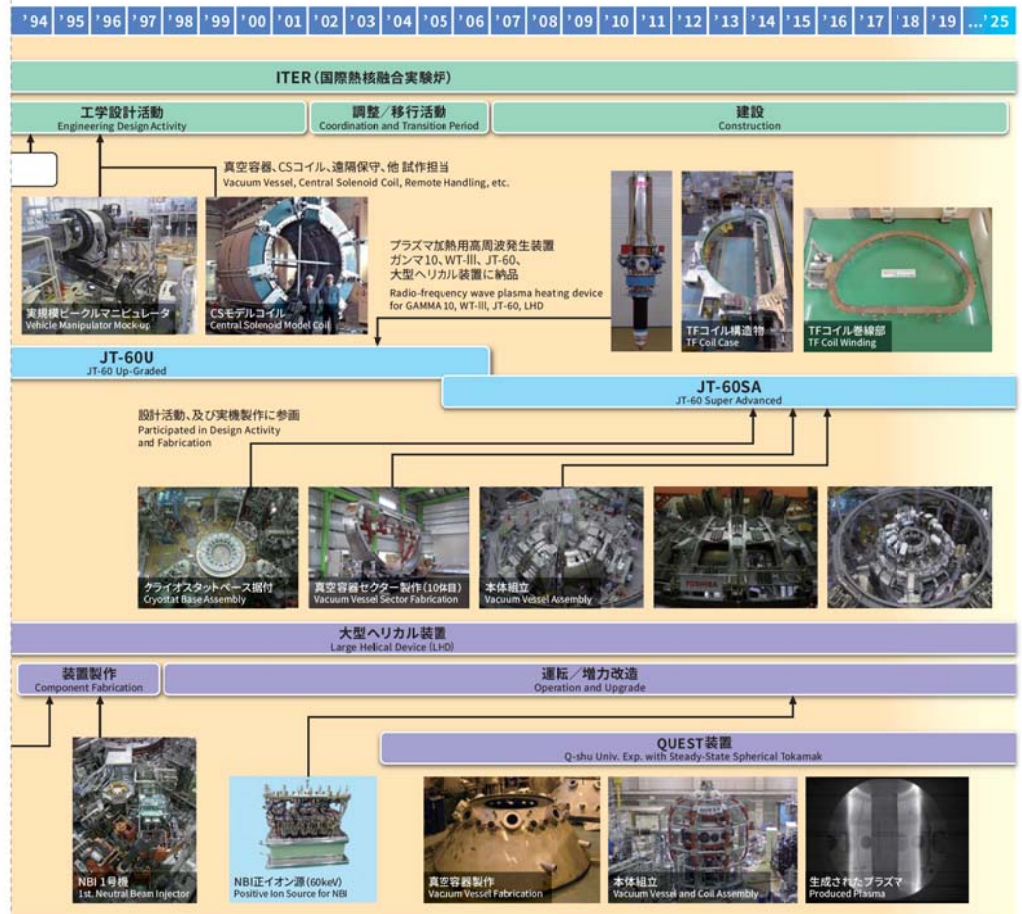 '94 '95 '96 '97 '98 '99 '00 '01 '02 '03 '04 '05 '06 '07 '08 '09 '10 '11 '12 '13 '14 '15 '16 '17 '18 '19 ...'25
ITER(国際熱核融合実験炉)
工学設計活動
Engineering Design Activity
調整/移行活動
Coordination and Transition Period
建設
Construction
真空容器、CSコイル、遠隔保守、他 試作担当
Vacuum Vessel, Central Solenoid Coil, Remote Handling, etc.
プラズマ加熱用高周波発生装置
ガンマ10、WT-Ⅲ、JT-60、
大型ヘリカル装置に納品
Radio-frequency wave plasma heating device
for GAMMA 10, WT-Ⅲ, JT-60, LHD
実規模ビークルマニピュレータ
Vehicle Manipulator Mock-up
CSモデルコイル
Central Solenoid Model Coil
TFコイル構造物
TF Coil Case
TFコイル巻線部
TF Coil Winding
JT-60U
JT-60 Up-Graded
JT-60SA
JT-60 Super Advanced
設計活動、及び実機製作に参画
Participated in Design Activity
and Fabrication
クライオスタットベース据付
Cryostat Base Assembly
真空容器セクター製作(10体目)
Vacuum Vessel Sector Fabrication
本体組立
Vacuum Vessel Assembly
TOSHIBA
大型ヘリカル装置
Large Helical Device (LHD)
装置製作
Component Fabrication
運転/増力改造
Operation and Upgrade
QUEST装置
Q-shu Univ. Exp. with Steady-State Spherical Tokamak
NBI 1号機
1st. Neutral Beam Injector
NBI正イオン源(60keV)
Positive Ion Source for NBI
真空容器製作
Vacuum Vessel Fabrication
本体組立
Vacuum Vessel and Coil Assembly
生成されたプラズマ
Produced Plasma